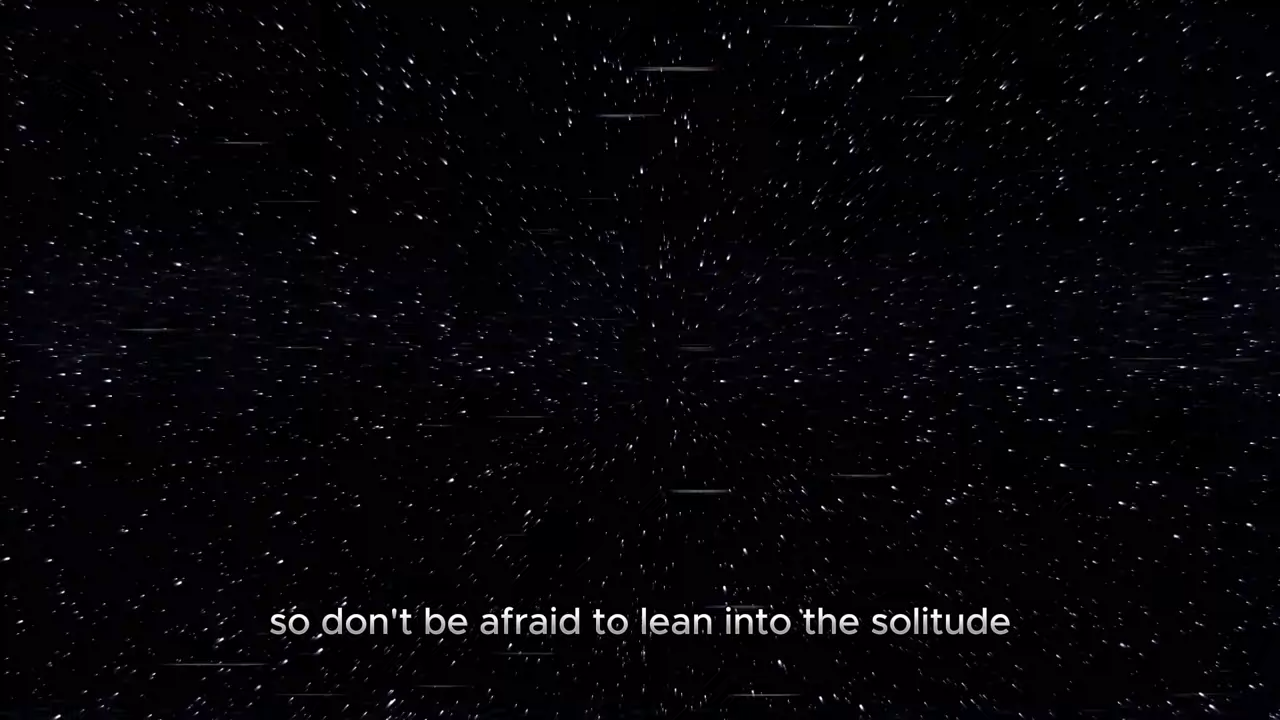 so don't be afraid to lean into the solitude